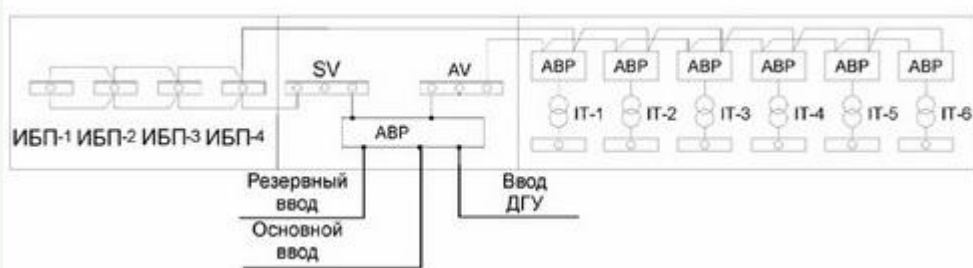 АВР АВР АВР АВР АВР АВР
SV AV
IT-1 IT-2 IT-3 IT-4 IT-5 IT-6
ИБП-1 ИБП-2 ИБП-3 ИБП-4
АВР
Резервный
ввод
Ввод
ДГУ
Основной
ввод